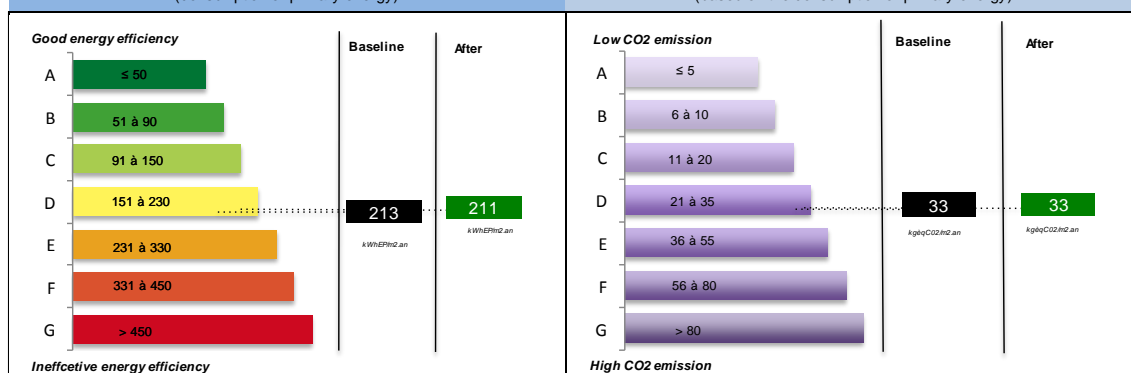 Good energy efficiency
Baseline
After
A ≤ 50
B 51 à 90
C 91 à 150
D 151 à 230
213
211
kWhEP/m2.an
kWhEP/m2.an
E 231 à 330
F 331 à 450
G > 450
Ineffcetive energy efficiency
Low CO2 emission
Baseline
After
A ≤ 5
B 6 à 10
C 11 à 20
D 21 à 35
33
33
kgéqC02/m2.an
kgéqC02/m2.an
E 36 à 55
F 56 à 80
G > 80
High CO2 emission